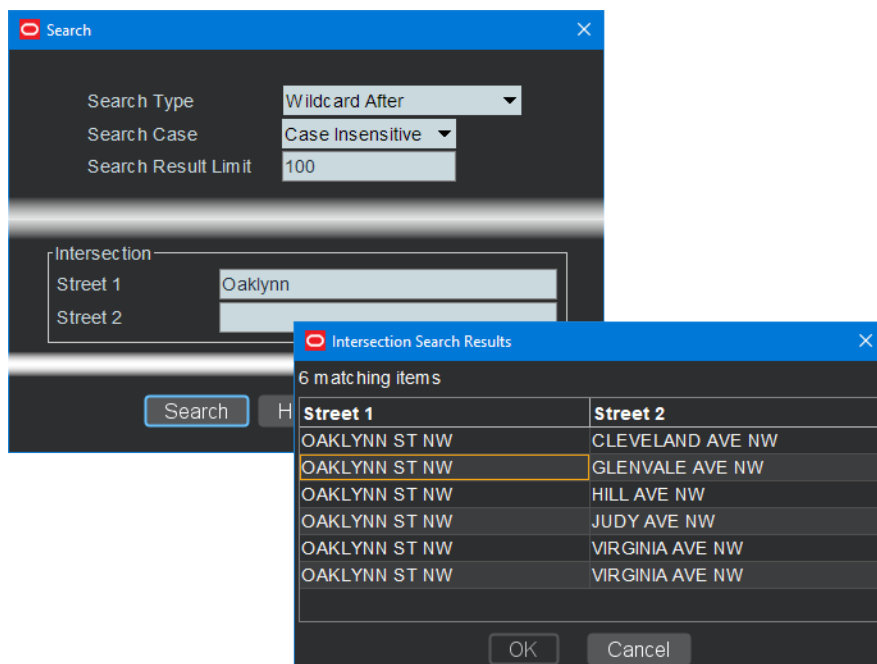 Search
Search Type Wildcard After
Search Case Case Insensitive
Search Result Limit 100
Intersection
Street 1 Oaklynn
Street 2
Search H
Intersection Search Results
6 matching items
Street 1 Street 2
OAKLYNN ST NW CLEVELAND AVE NW
OAKLYNN ST NW GLENVALE AVE NW
OAKLYNN ST NW HILL AVE NW
OAKLYNN ST NW JUDY AVE NW
OAKLYNN ST NW VIRGINIA AVE NW
OAKLYNN ST NW VIRGINIA AVE NW
OK Cancel